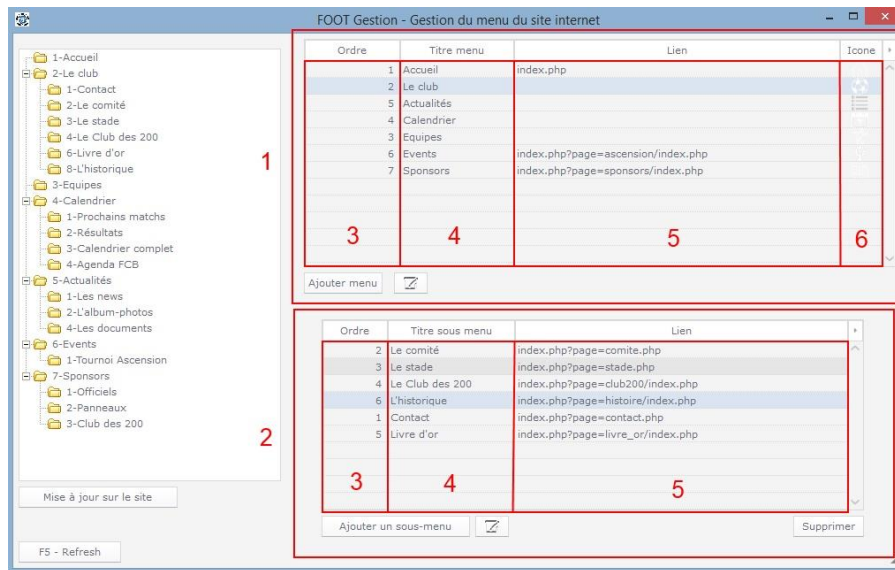 FOOT Gestion - Gestion du menu du site internet
1-Accueil
2-Le club
1-Contact
2-Le comité
3-Le stade
4-Le Club des 200
6-Livre d'or
8-L'historique
3-Equipes
4-Calendrier
1-Prochains matchs
2-Résultats
3-Calendrier complet
4-Agenda FCB
5-Actualités
1-Les news
2-L'album-photos
4-Les documents
6-Events
1-Tournoi Ascension
7-Sponsors
1-Officiels
2-Panneaux
3-Club des 200
Mise à jour sur le site
F5 - Refresh
1
2
Ordre Titre menu Lien Icone
1 Accueil index.php
2 Le club
5 Actualités
4 Calendrier
3 Equipes
6 Events index.php?page=ascension/index.php
7 Sponsors index.php?page=sponsors/index.php
3 4 5 6
Ajouter menu
Ordre Titre sous menu Lien
2 Le comité index.php?page=comite.php
3 Le stade index.php?page=stade.php
4 Le Club des 200 index.php?page=club200/index.php
6 L'historique index.php?page=histoire/index.php
1 Contact index.php?page=contact.php
5 Livre d'or index.php?page=livre_or/index.php
3 4 5
Ajouter un sous-menu Supprimer